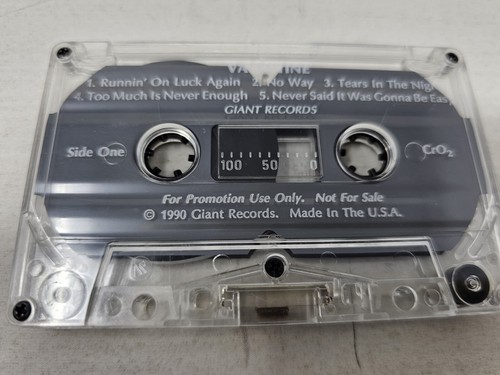 1. Runnin' On Luck Again 2. No Way 3. Tears In The
4. Too Much Is Never Enough 5. Never Said It Was Gonna Be
GIANT RECORDS
Side One
100 50 0
CrO₂
For Promotion Use Only. Not For Sale
© 1990 Giant Records. Made In The U.S.A.